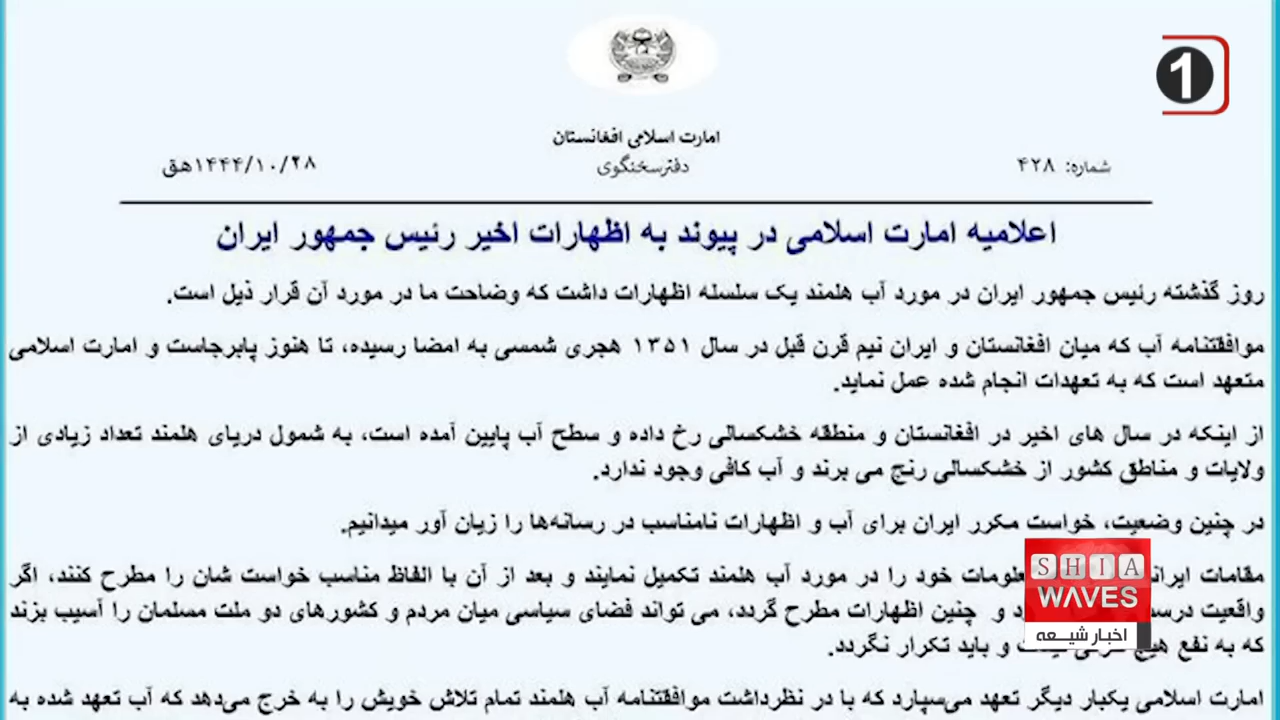 1
امارت اسلامی افغانستان
شماره: ۴۲۸
دفترسخنگوی
۱۴۴۴/۱۰/۲۸هق
اعلامیه امارت اسلامی در پیوند به اظهارات اخیر رئیس جمهور ایران
روز گذشته رئیس جمهور ایران در مورد آب هلمند یک سلسله اظهارات داشت که وضاحت ما در مورد آن قرار ذیل است.
موافقتنامه آب که میان افغانستان و ایران نیم قرن قبل در سال ۱۳۵۱ هجری شمسی به امضا رسیده، تا هنوز پابرجاست و امارت اسلامی
متعهد است که به تعهدات انجام شده عمل نماید.
از اینکه در سال های اخیر در افغانستان و منطقه خشکسالی رخ داده و سطح آب پایین آمده است، به شمول دریای هلمند تعداد زیادی از
ولایات و مناطق کشور از خشکسالی رنج می برند و آب کافی وجود ندارد.
در چنین وضعیت، خواست مکرر ایران برای آب و اظهارات نامناسب در رسانه‌ها را زیان آور میدانیم.
مقامات ایران معلومات خود را در مورد آب هلمند تکمیل نمایند و بعد از آن با الفاظ مناسب خواست شان را مطرح کنند، اگر
واقعیت و چنین اظهارات مطرح گردد، می تواند فضای سیاسی میان مردم و کشورهای دو ملت مسلمان را آسیب بزند
که به نفع و باید تکرار نگردد.
امارت اسلامی یکبار دیگر تعهد می‌سپارد که با در نظرداشت موافقتنامه آب هلمند تمام تلاش خویش را به خرج می‌دهد که آب تعهد شده به
SHIA
WAVES
اخبار شیعه